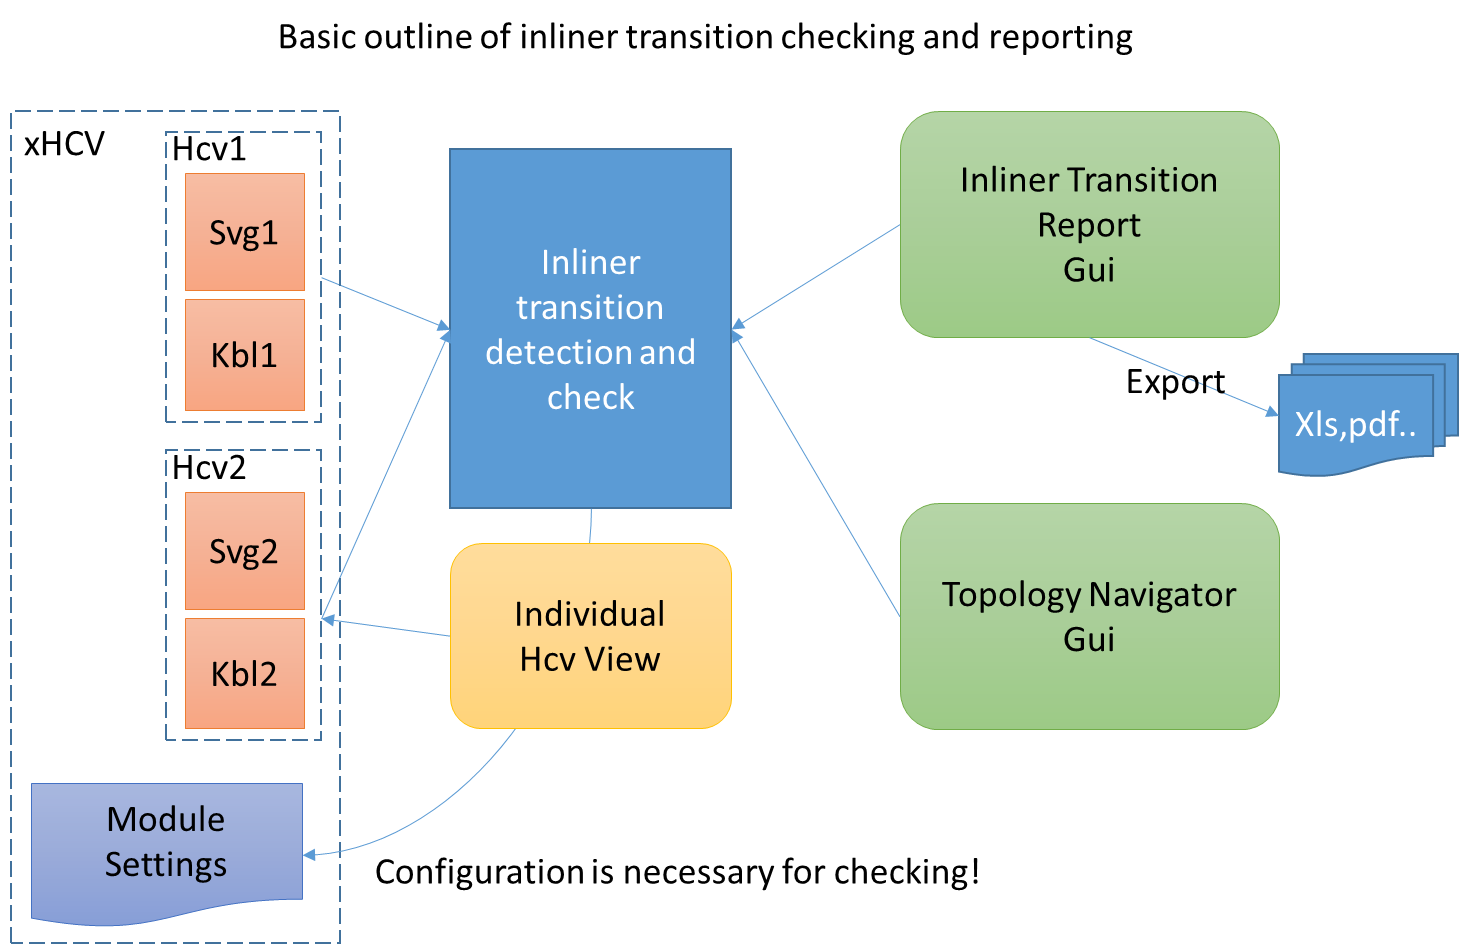 Basic outline of inliner transition checking and reporting
xHCV
Hcv1
Svg1
Kbl1
Hcv2
Svg2
Kbl2
Module
Settings
Inliner
transition
detection and
check
Individual
Hcv View
Configuration is necessary for checking!
Inliner Transition
Report
Gui
Export
Xls,pdf..
Topology Navigator
Gui